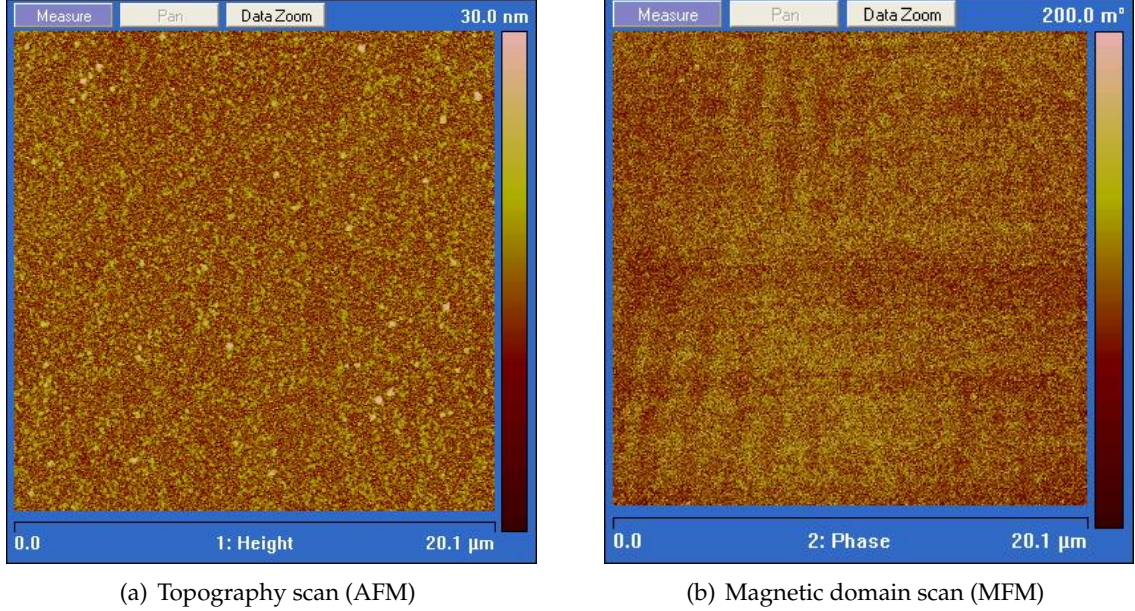 Measure Pan Data Zoom 30.0 nm
0.0 1: Height 20.1 µm
(a) Topography scan (AFM)
Measure Pan Data Zoom 200.0 m°
0.0 2: Phase 20.1 µm
(b) Magnetic domain scan (MFM)